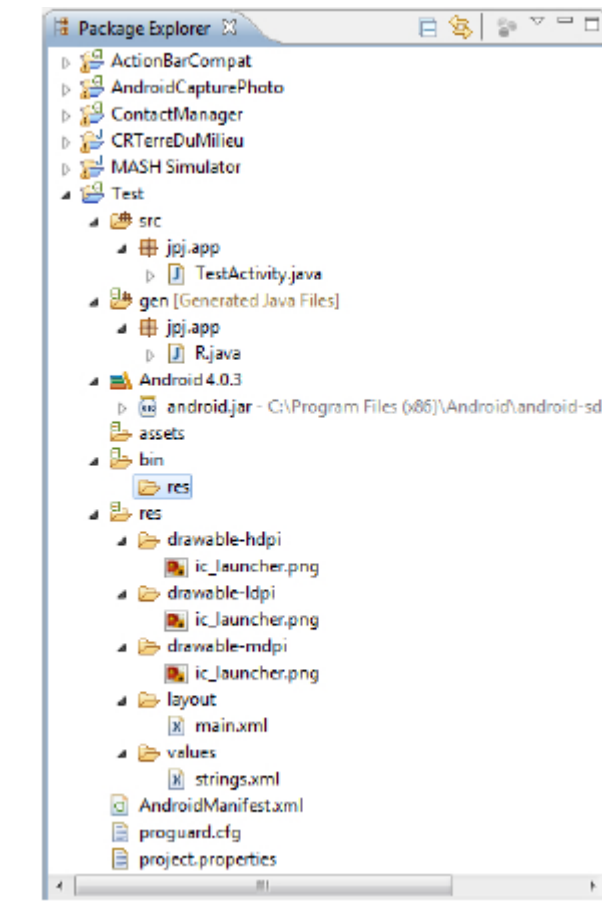 Package Explorer
ActionBarCompat
AndroidCapturePhoto
ContactManager
CRTerreDuMilieu
MASH Simulator
Test
src
jpj.app
TestActivity.java
gen [Generated Java Files]
jpj.app
R.java
Android 4.0.3
android.jar - C:\Program Files (x86)\Android\android-sd
assets
bin
res
res
drawable-hdpi
ic_launcher.png
drawable-ldpi
ic_launcher.png
drawable-mdpi
ic_launcher.png
layout
main.xml
values
strings.xml
AndroidManifest.xml
proguard.cfg
project.properties